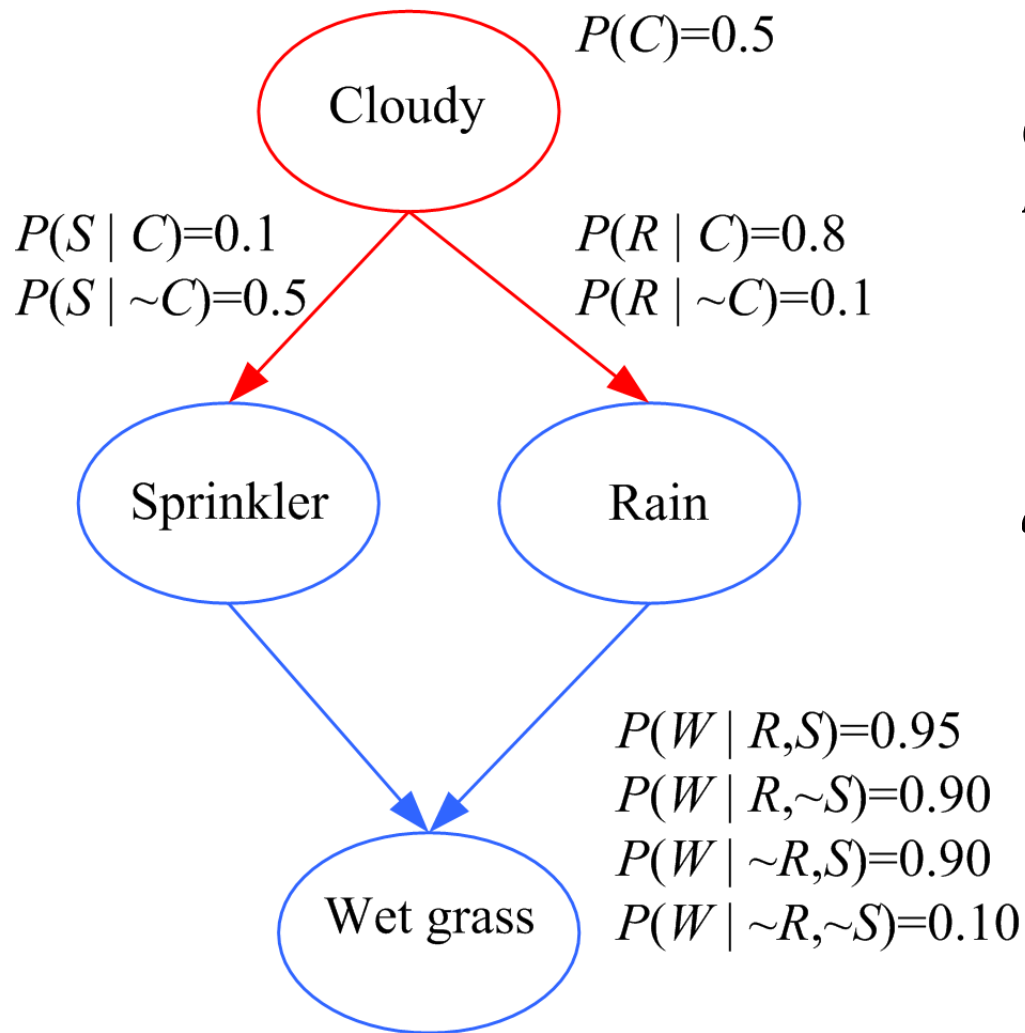 P(C)=0.5
Cloudy
P(S | C)=0.1
P(S | ~C)=0.5
P(R | C)=0.8
P(R | ~C)=0.1
Sprinkler
Rain
P(W | R,S)=0.95
P(W | R,~S)=0.90
P(W | ~R,S)=0.90
P(W | ~R,~S)=0.10
Wet grass